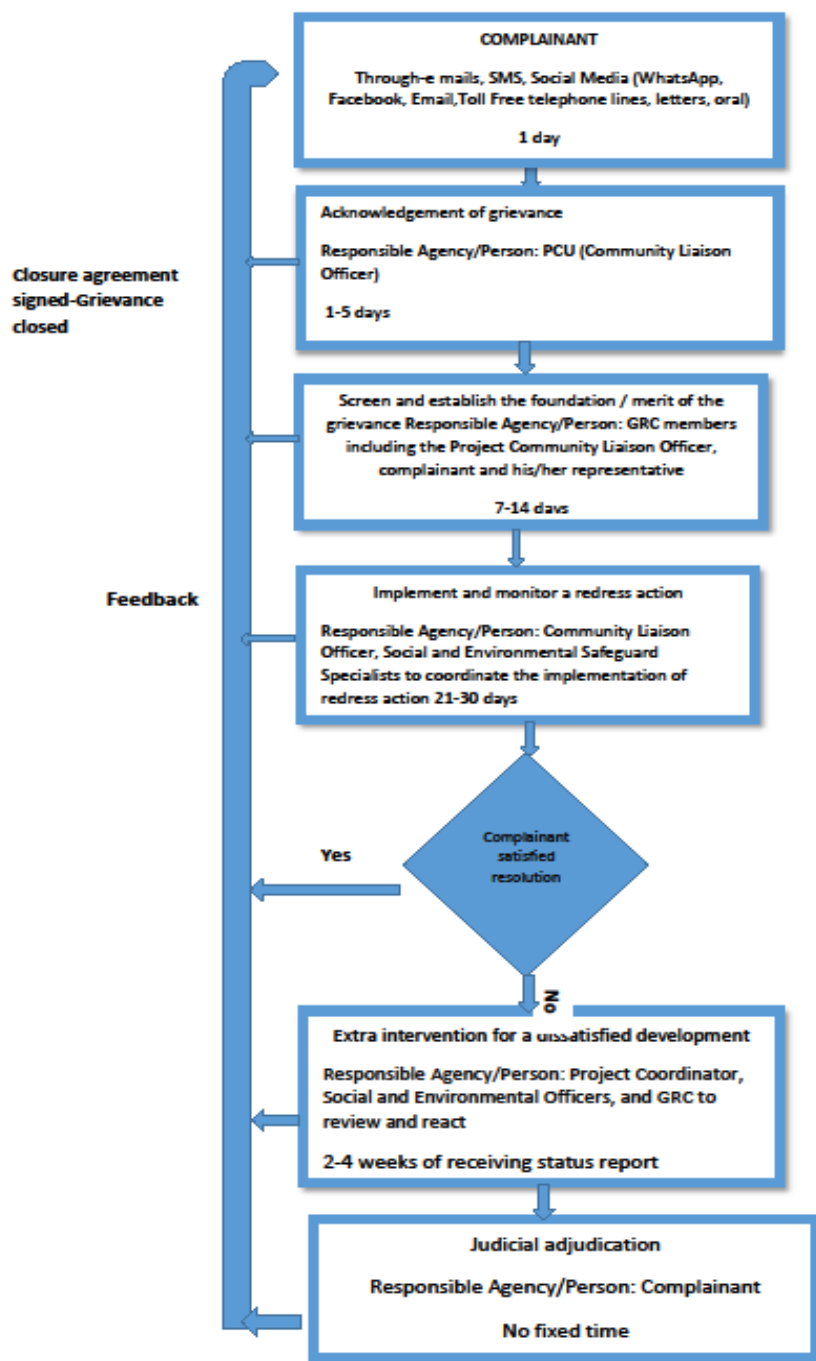 COMPLAINANT
Through-e mails, SMS, Social Media (WhatsApp,
Facebook, Email,Toll Free telephone lines, letters, oral)
1 day
Acknowledgement of grievance
Responsible Agency/Person: PCU (Community Liaison
Officer)
1-5 days
Closure agreement
signed-Grievance
closed
Screen and establish the foundation / merit of the
grievance Responsible Agency/Person: GRC members
including the Project Community Liaison Officer,
complainant and his/her representative
7-14 days
Feedback
Implement and monitor a redress action
Responsible Agency/Person: Community Liaison
Officer, Social and Environmental Safeguard
Specialists to coordinate the implementation of
redress action 21-30 days
Complainant
satisfied
resolution
Yes
No
Extra intervention for a dissatisfied development
Responsible Agency/Person: Project Coordinator,
Social and Environmental Officers, and GRC to
review and react
2-4 weeks of receiving status report
Judicial adjudication
Responsible Agency/Person: Complainant
No fixed time